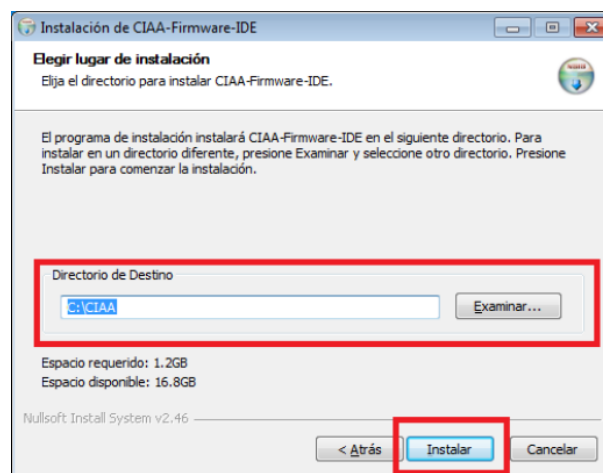 Instalación de CIAA-Firmware-IDE
Elegir lugar de instalación
Elija el directorio para instalar CIAA-Firmware-IDE.
El programa de instalación instalará CIAA-Firmware-IDE en el siguiente directorio. Para
instalar en un directorio diferente, presione Examinar y seleccione otro directorio. Presione
Instalar para comenzar la instalación.
Directorio de Destino
C:\CIAA
Examinar...
Espacio requerido: 1.2GB
Espacio disponible: 16.8GB
Nullsoft Install System v2.46
< Atrás Instalar Cancelar